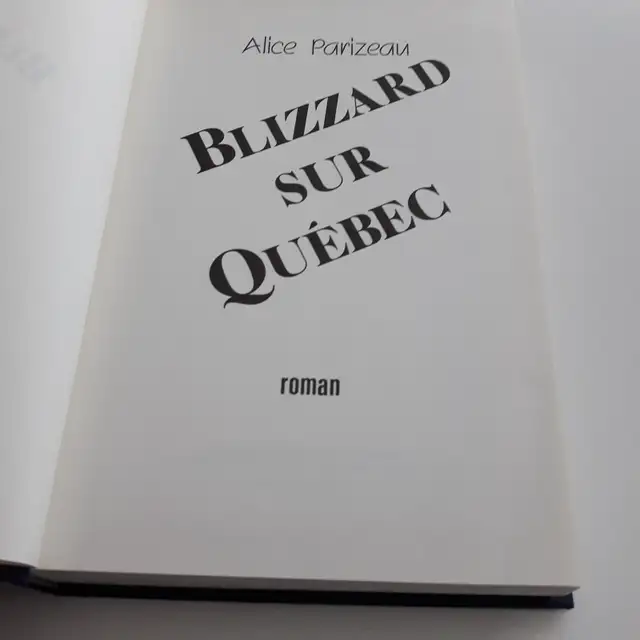 Alice Parizeau
BLIZZARD
SUR
QUÉBEC
roman